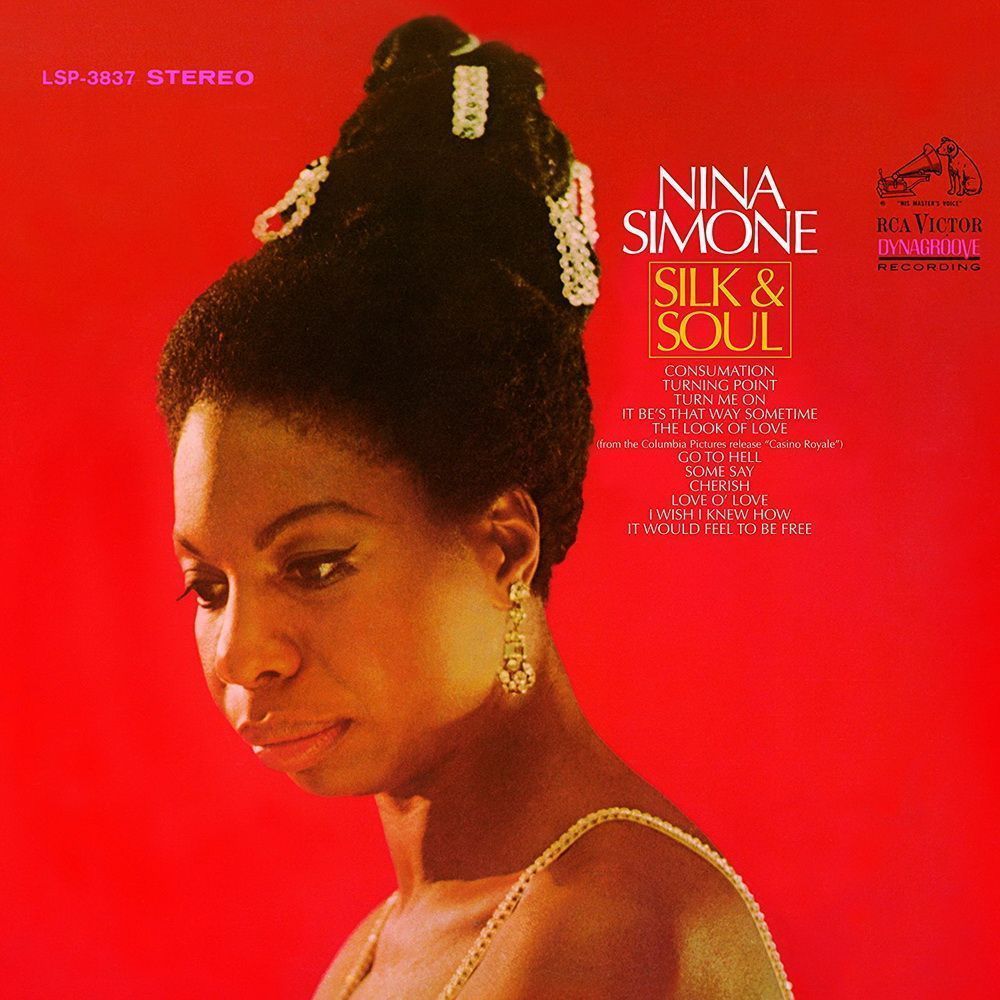 LSP-3837 STEREO
NINA
SIMONE
SILK &
SOUL
CONSUMATION
TURNING POINT
TURN ME ON
IT BE'S THAT WAY SOMETIME
THE LOOK OF LOVE
(from the Columbia Pictures release "Casino Royale")
GO TO HELL
SOME SAY
CHERISH
LOVE O' LOVE
I WISH I KNEW HOW
IT WOULD FEEL TO BE FREE
®
"HIS MASTER'S VOICE"
RCA VICTOR
DYNAGROOVE
RECORDING